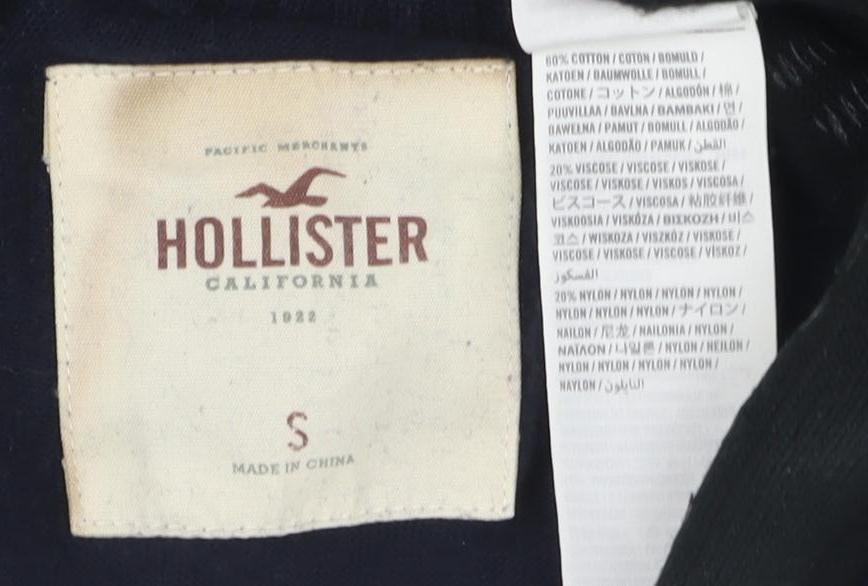 PACIFIC MERCHANTS
HOLLISTER
CALIFORNIA
1922
S
MADE IN CHINA
60% COTTON / COTON / BOMULD /
KATOEN / BAUMWOLLE / BOMULL /
COTONE / コットン / ALGODÓN / 棉 /
PUUVILLAA / BAVLNA / ΒΑΜΒΑΚΙ / 면 /
BAWEŁNA / PAMUT / BOMULL / ALGODÃO /
KATOEN / ALGODÃO / PAMUK / القطن
20% VISCOSE / VISCOSE / VISKOSE /
VISCOSE / VISKOSE / VISKOS / VISCOSA /
ビスコース / VISCOSA / 粘胶纤维 /
VISKOOSIA / VISKÓZA / ΒΙΣΚΟΖΗ / 비스
코스 / WISKOZA / VISZKÓZ / VISKOSE /
VISCOSE / VISKOSE / VISCOSE / VİSKOZ /
الفسكوز
20% NYLON / NYLON / NYLON / NYLON /
NYLON / NYLON / NYLON / ナイロン /
NAILON / 尼龙 / NAILONIA / NYLON /
ΝΑΪΛΟΝ / 나일론 / NYLON / NEILON /
NYLON / NYLON / NYLON / NYLON /
NAYLON / النايلون